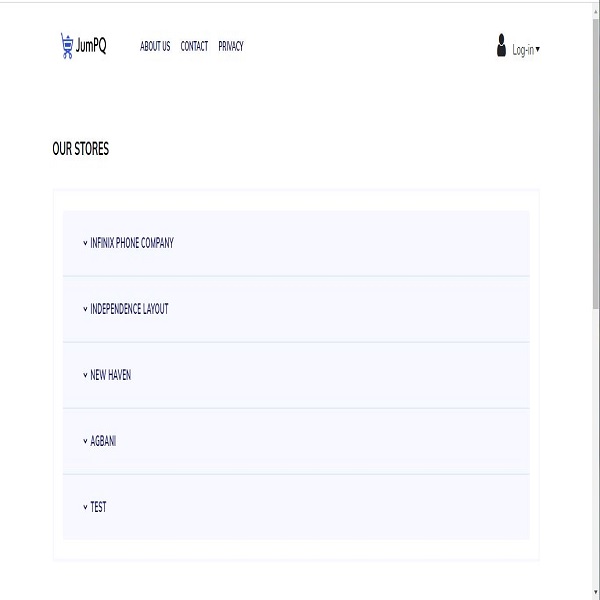 JumPQ ABOUT US CONTACT PRIVACY Log-in
OUR STORES
INFINIX PHONE COMPANY
INDEPENDENCE LAYOUT
NEW HAVEN
AGBANI
TEST